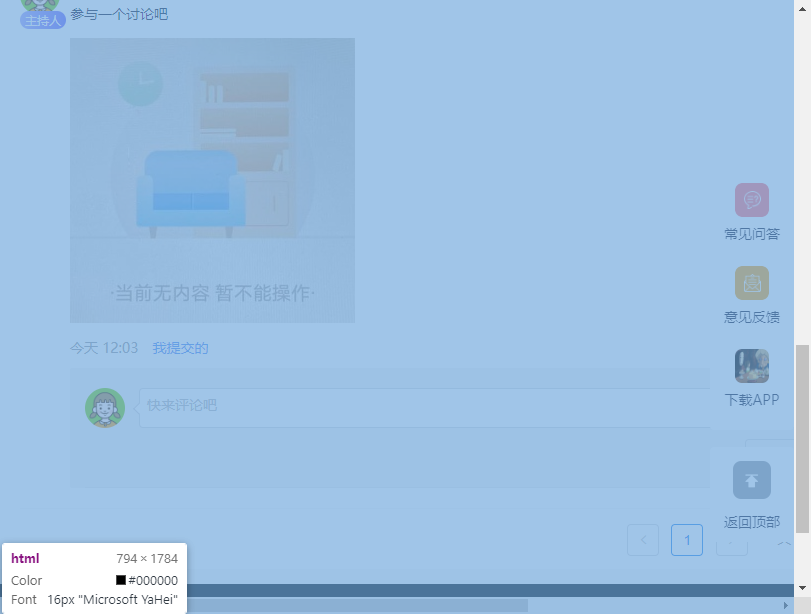 主持人
参与一个讨论吧
·当前无内容 暂不能操作·
今天 12:03 我提交的
快来评论吧
常见问答
意见反馈
下载APP
返回顶部
1
html 794 × 1784
Color #000000
Font 16px "Microsoft YaHei"